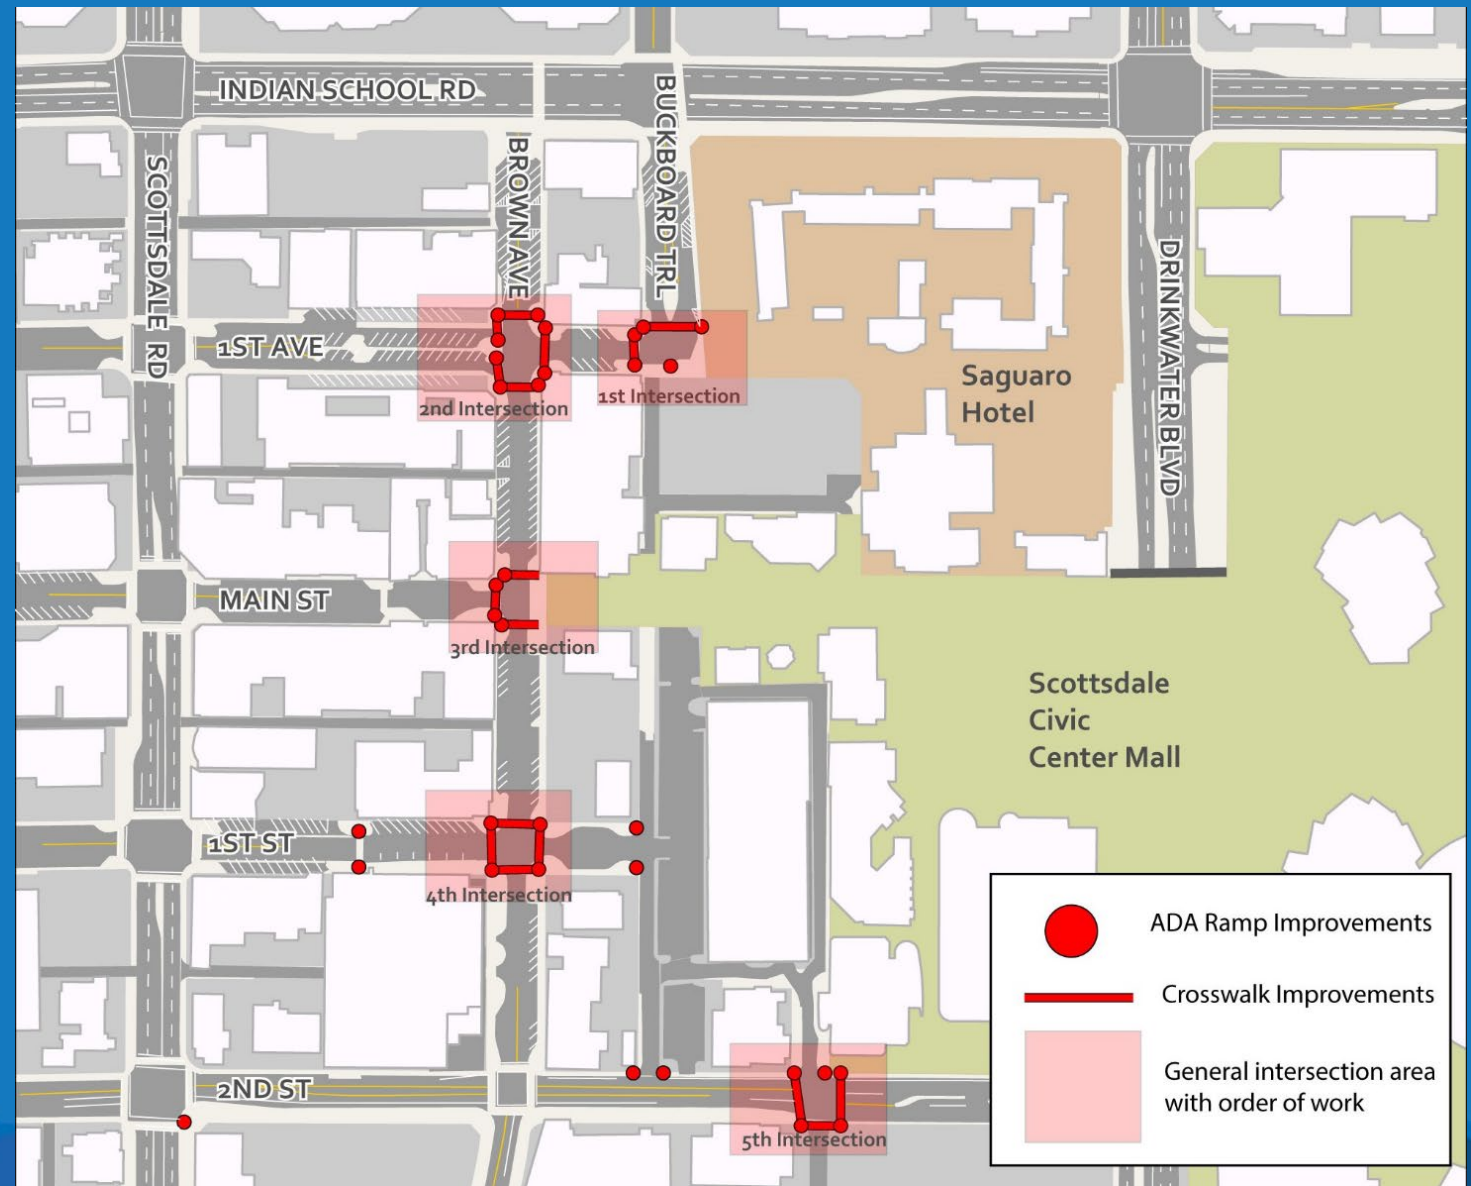 INDIAN SCHOOL RD
SCOTTSDALE RD
BROWN AVE
BUCKBOARD TRL
DRINKWATER BLVD
1ST AVE
2nd Intersection
1st Intersection
Saguaro
Hotel
MAIN ST
3rd Intersection
Scottsdale
Civic
Center Mall
1ST ST
4th Intersection
2ND ST
5th Intersection
ADA Ramp Improvements
Crosswalk Improvements
General intersection area
with order of work